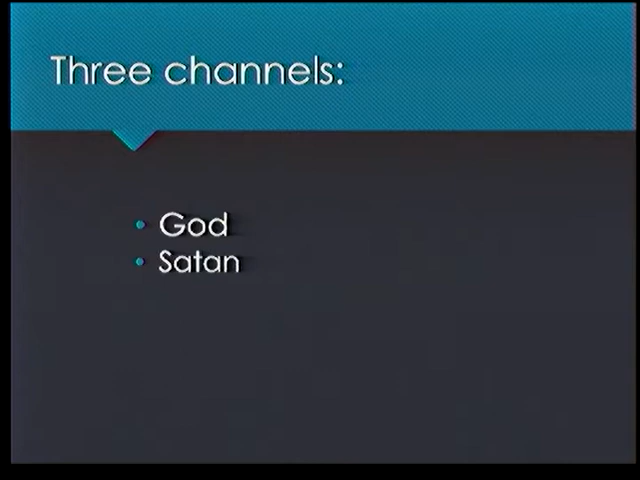 Three channels:
• God
• Satan